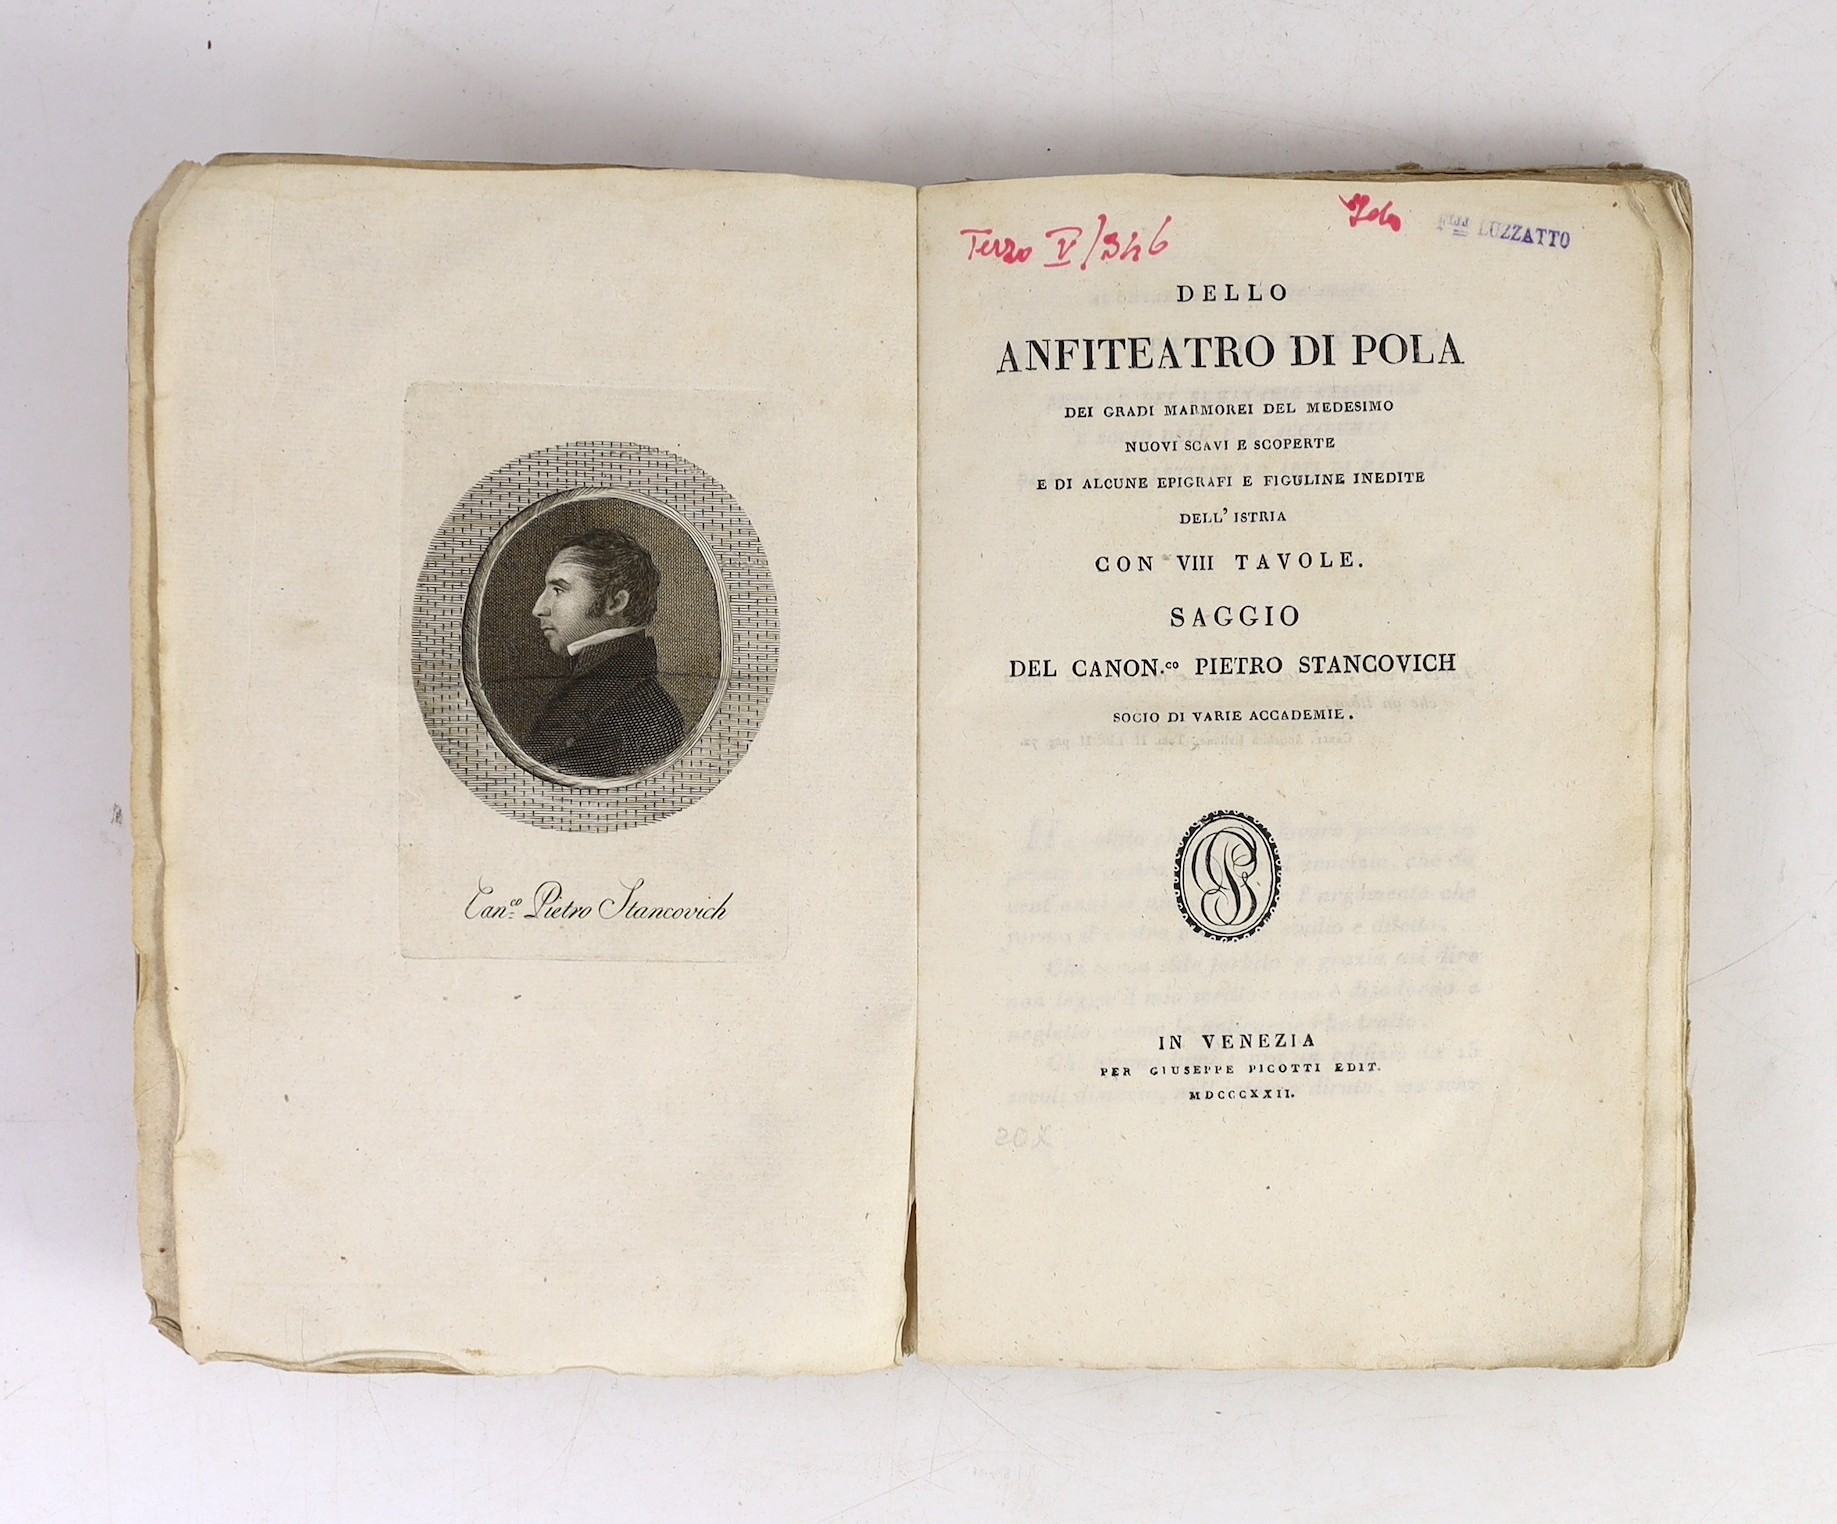 Can.co Pietro Stancovich
Terzo V/346
LUZZATTO
DELLO
ANFITEATRO DI POLA
DEI GRADI MARMOREI DEL MEDESIMO
NUOVI SCAVI E SCOPERTE
E DI ALCUNE EPIGRAFI E FIGULINE INEDITE
DELL' ISTRIA
CON VIII TAVOLE.
SAGGIO
DEL CANON.co PIETRO STANCOVICH
SOCIO DI VARIE ACCADEMIE.
IN VENEZIA
PER GIUSEPPE PICOTTI EDIT.
MDCCCXXII.